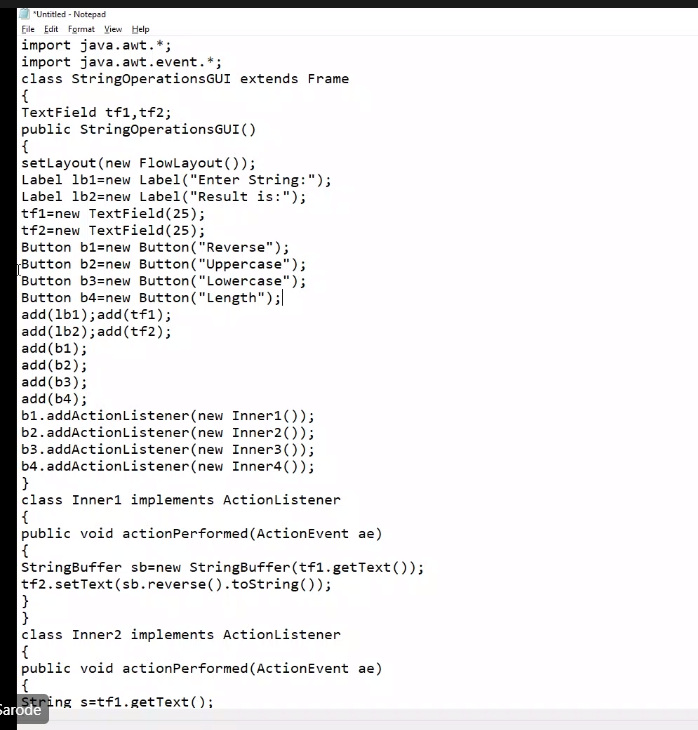 *Untitled - Notepad
File Edit Format View Help
import java.awt.*;
import java.awt.event.*;
class StringOperationsGUI extends Frame
{
TextField tf1,tf2;
public StringOperationsGUI()
{
setLayout(new FlowLayout());
Label lb1=new Label("Enter String:");
Label lb2=new Label("Result is:");
tf1=new TextField(25);
tf2=new TextField(25);
Button b1=new Button("Reverse");
Button b2=new Button("Uppercase");
Button b3=new Button("Lowercase");
Button b4=new Button("Length");
add(lb1);add(tf1);
add(lb2);add(tf2);
add(b1);
add(b2);
add(b3);
add(b4);
b1.addActionListener(new Inner1());
b2.addActionListener(new Inner2());
b3.addActionListener(new Inner3());
b4.addActionListener(new Inner4());
}
class Inner1 implements ActionListener
{
public void actionPerformed(ActionEvent ae)
{
StringBuffer sb=new StringBuffer(tf1.getText());
tf2.setText(sb.reverse().toString());
}
}
class Inner2 implements ActionListener
{
public void actionPerformed(ActionEvent ae)
{
String s=tf1.getText();
Sarode